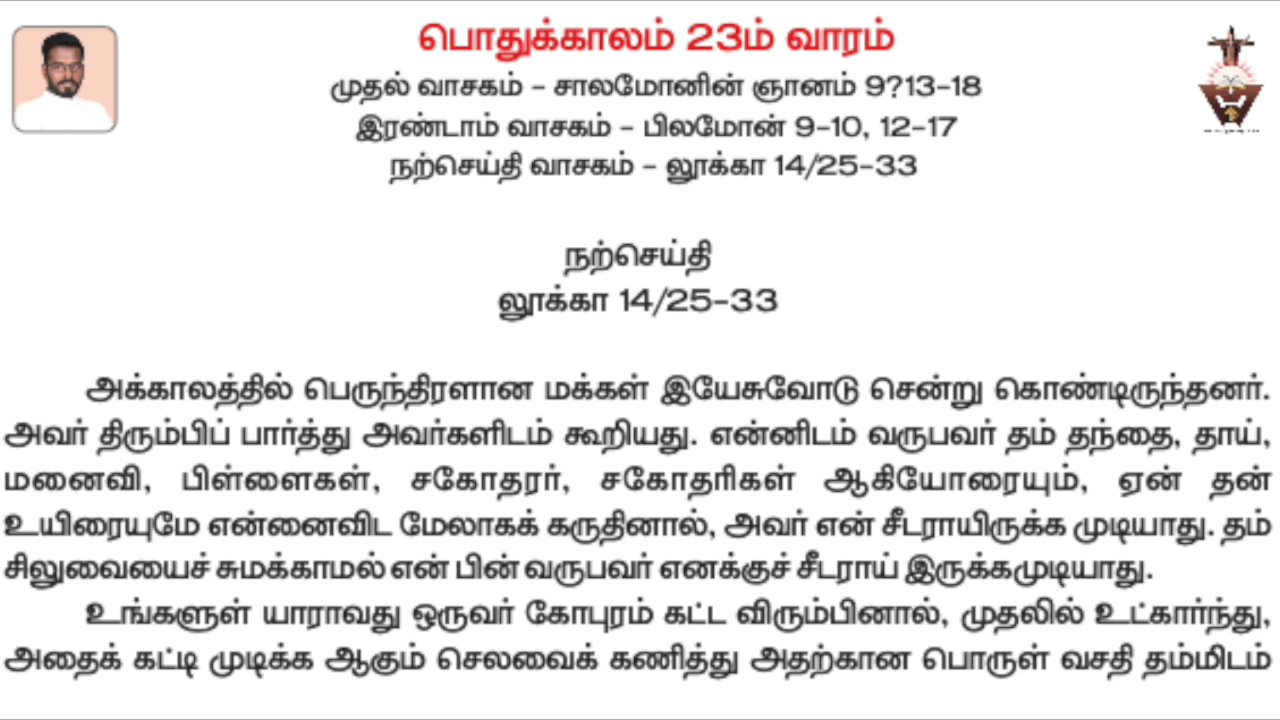 பொதுக்காலம் 23ம் வாரம்
முதல் வாசகம் - சாலமோனின் ஞானம் 9?13-18
இரண்டாம் வாசகம் - பிலமோன் 9-10, 12-17
நற்செய்தி வாசகம் - லூக்கா 14/25-33
நற்செய்தி
லூக்கா 14/25-33
அக்காலத்தில் பெருந்திரளான மக்கள் இயேசுவோடு சென்று கொண்டிருந்தனர்.
அவர் திரும்பிப் பார்த்து அவர்களிடம் கூறியது. என்னிடம் வருபவர் தம் தந்தை, தாய்,
மனைவி, பிள்ளைகள், சகோதரர், சகோதரிகள் ஆகியோரையும், ஏன் தன்
உயிரையுமே என்னைவிட மேலாகக் கருதினால், அவர் என் சீடராயிருக்க முடியாது. தம்
சிலுவையைச் சுமக்காமல் என் பின் வருபவர் எனக்குச் சீடராய் இருக்கமுடியாது.
உங்களுள் யாராவது ஒருவர் கோபுரம் கட்ட விரும்பினால், முதலில் உட்கார்ந்து,
அதைக் கட்டி முடிக்க ஆகும் செலவைக் கணித்து அதற்கான பொருள் வசதி தம்மிடம்